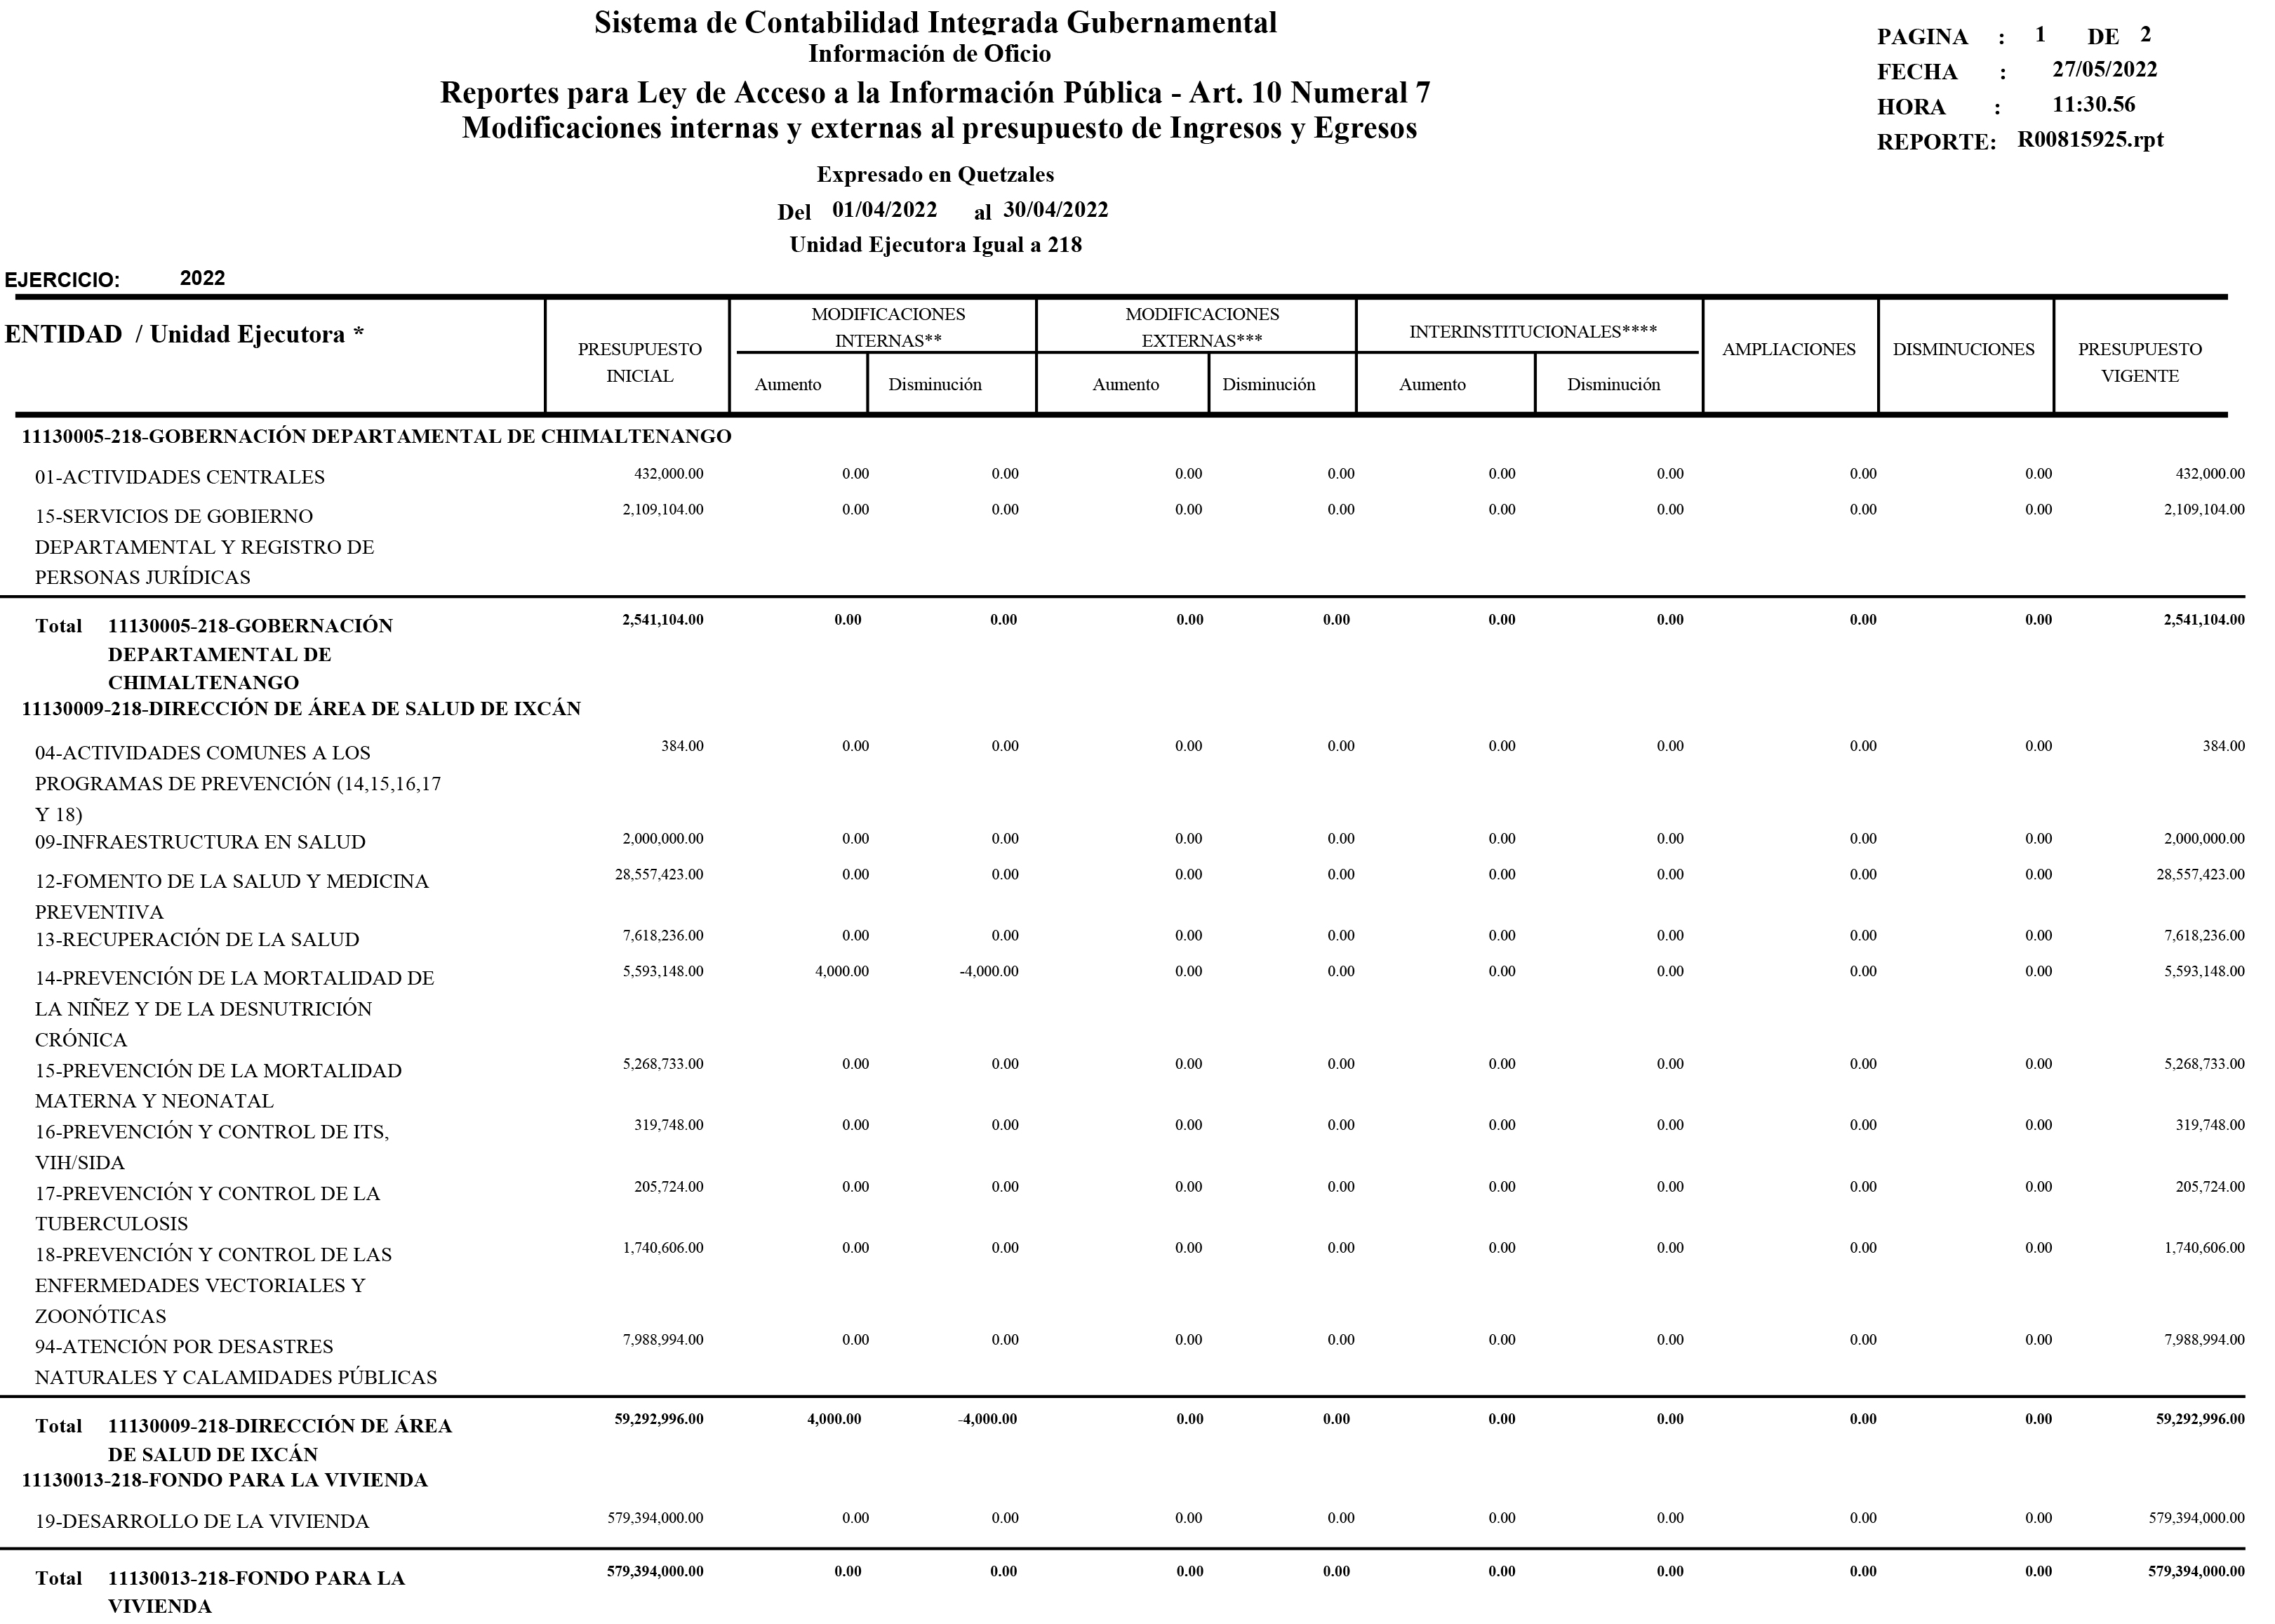 Sistema de Contabilidad Integrada Gubernamental
Información de Oficio
Reportes para Ley de Acceso a la Información Pública - Art. 10 Numeral 7
Modificaciones internas y externas al presupuesto de Ingresos y Egresos
Expresado en Quetzales
Del 01/04/2022 al 30/04/2022
Unidad Ejecutora Igual a 218
PAGINA : 1 DE 2
FECHA : 27/05/2022
HORA : 11:30.56
REPORTE: R00815925.rpt
EJERCICIO: 2022
ENTIDAD / Unidad Ejecutora *
PRESUPUESTO
INICIAL
MODIFICACIONES
INTERNAS**
Aumento Disminución
MODIFICACIONES
EXTERNAS***
Aumento Disminución
INTERINSTITUCIONALES****
Aumento Disminución
AMPLIACIONES
DISMINUCIONES
PRESUPUESTO
VIGENTE
11130005-218-GOBERNACIÓN DEPARTAMENTAL DE CHIMALTENANGO
01-ACTIVIDADES CENTRALES 432,000.00 0.00 0.00 0.00 0.00 0.00 0.00 0.00 0.00 432,000.00
15-SERVICIOS DE GOBIERNO 2,109,104.00 0.00 0.00 0.00 0.00 0.00 0.00 0.00 0.00 2,109,104.00
DEPARTAMENTAL Y REGISTRO DE
PERSONAS JURÍDICAS
Total 11130005-218-GOBERNACIÓN 2,541,104.00 0.00 0.00 0.00 0.00 0.00 0.00 0.00 0.00 2,541,104.00
DEPARTAMENTAL DE
CHIMALTENANGO
11130009-218-DIRECCIÓN DE ÁREA DE SALUD DE IXCÁN
04-ACTIVIDADES COMUNES A LOS 384.00 0.00 0.00 0.00 0.00 0.00 0.00 0.00 0.00 384.00
PROGRAMAS DE PREVENCIÓN (14,15,16,17
Y 18)
09-INFRAESTRUCTURA EN SALUD 2,000,000.00 0.00 0.00 0.00 0.00 0.00 0.00 0.00 0.00 2,000,000.00
12-FOMENTO DE LA SALUD Y MEDICINA 28,557,423.00 0.00 0.00 0.00 0.00 0.00 0.00 0.00 0.00 28,557,423.00
PREVENTIVA
13-RECUPERACIÓN DE LA SALUD 7,618,236.00 0.00 0.00 0.00 0.00 0.00 0.00 0.00 0.00 7,618,236.00
14-PREVENCIÓN DE LA MORTALIDAD DE 5,593,148.00 4,000.00 -4,000.00 0.00 0.00 0.00 0.00 0.00 0.00 5,593,148.00
LA NIÑEZ Y DE LA DESNUTRICIÓN
CRÓNICA
15-PREVENCIÓN DE LA MORTALIDAD 5,268,733.00 0.00 0.00 0.00 0.00 0.00 0.00 0.00 0.00 5,268,733.00
MATERNA Y NEONATAL
16-PREVENCIÓN Y CONTROL DE ITS, 319,748.00 0.00 0.00 0.00 0.00 0.00 0.00 0.00 0.00 319,748.00
VIH/SIDA
17-PREVENCIÓN Y CONTROL DE LA 205,724.00 0.00 0.00 0.00 0.00 0.00 0.00 0.00 0.00 205,724.00
TUBERCULOSIS
18-PREVENCIÓN Y CONTROL DE LAS 1,740,606.00 0.00 0.00 0.00 0.00 0.00 0.00 0.00 0.00 1,740,606.00
ENFERMEDADES VECTORIALES Y
ZOONÓTICAS
94-ATENCIÓN POR DESASTRES 7,988,994.00 0.00 0.00 0.00 0.00 0.00 0.00 0.00 0.00 7,988,994.00
NATURALES Y CALAMIDADES PÚBLICAS
Total 11130009-218-DIRECCIÓN DE ÁREA 59,292,996.00 4,000.00 -4,000.00 0.00 0.00 0.00 0.00 0.00 0.00 59,292,996.00
DE SALUD DE IXCÁN
11130013-218-FONDO PARA LA VIVIENDA
19-DESARROLLO DE LA VIVIENDA 579,394,000.00 0.00 0.00 0.00 0.00 0.00 0.00 0.00 0.00 579,394,000.00
Total 11130013-218-FONDO PARA LA 579,394,000.00 0.00 0.00 0.00 0.00 0.00 0.00 0.00 0.00 579,394,000.00
VIVIENDA